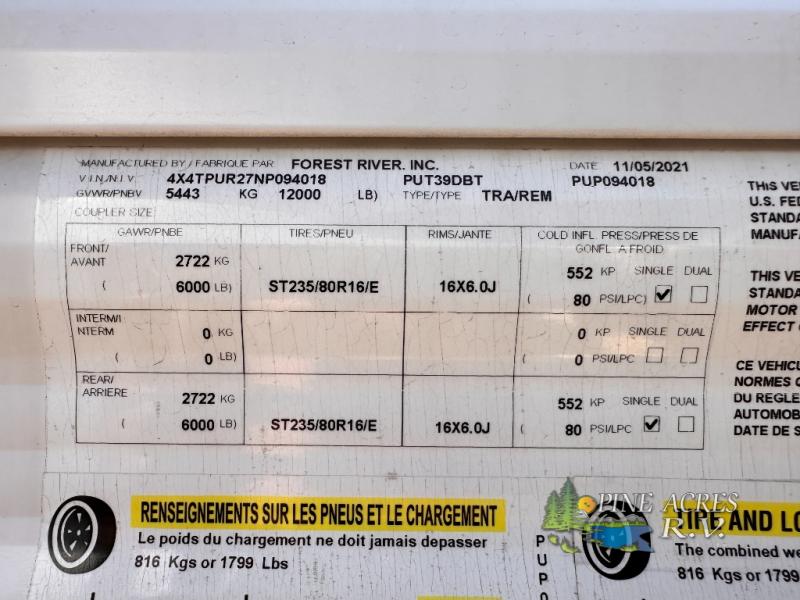 MANUFACTURED BY / FABRIQUE PAR FOREST RIVER, INC. DATE 11/05/2021
V.I.N./N.I.V. 4X4TPUR27NP094018 PUT39DBT PUP094018
GVWR/PNBV 5443 KG 12000 LB) TYPE/TYPE TRA/REM
COUPLER SIZE:
GAWR/PNBE TIRES/PNEU RIMS/JANTE COLD INFL. PRESS/PRESS DE
GONFL. A FROID
FRONT/
AVANT 2722 KG 552 KP SINGLE DUAL
( 6000 LB) ST235/80R16/E 16X6.0J ( 80 PSI/LPC)
INTERM/I
NTERM 0 KG 0 KP SINGLE DUAL
( 0 LB) ( 0 PSI/LPC
REAR/
ARRIERE 2722 KG 552 KP SINGLE DUAL
( 6000 LB) ST235/80R16/E 16X6.0J ( 80 PSI/LPC
THIS VE
U.S. FED
STANDA
MANUF
THIS VE
STANDA
MOTOR
EFFECT
CE VEHICU
NORMES
DU REGLE
AUTOMOB
DATE DE S
RENSEIGNEMENTS SUR LES PNEUS ET LE CHARGEMENT
Le poids du chargement ne doit jamais depasser
816 Kgs or 1799 Lbs
PUP0
TIRE AND LO
The combined we
816 Kgs or 1799
PINE ACRES
R.V.